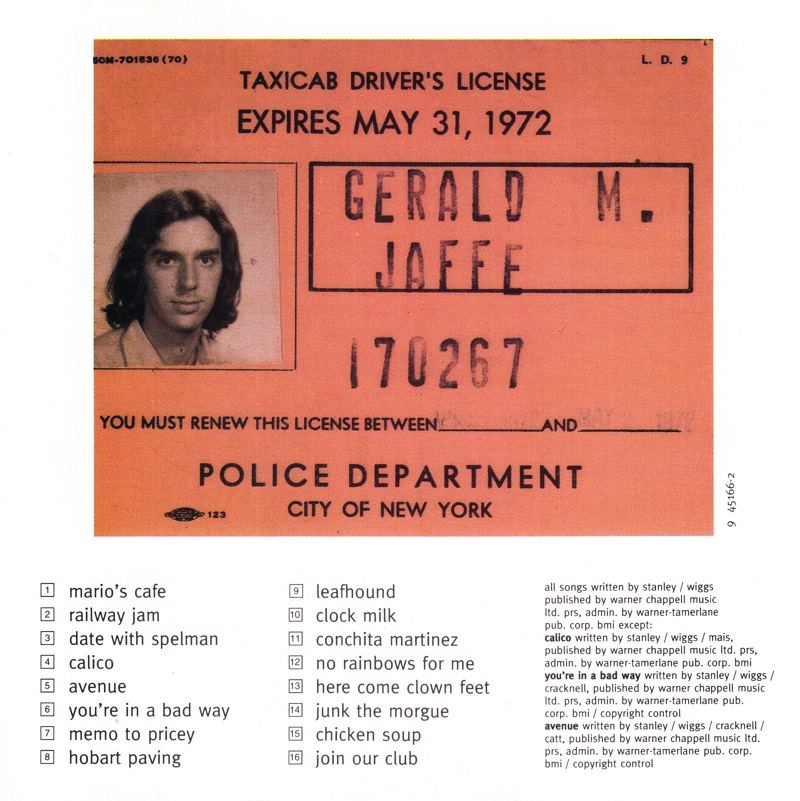 50M-701536(70)
L. D. 9
TAXICAB DRIVER'S LICENSE
EXPIRES MAY 31, 1972
GERALD M.
JAFFE
170267
YOU MUST RENEW THIS LICENSE BETWEEN AND
POLICE DEPARTMENT
CITY OF NEW YORK
123
9 45166-2
1 mario's cafe
2 railway jam
3 date with spelman
4 calico
5 avenue
6 you're in a bad way
7 memo to pricey
8 hobart paving
9 leafhound
10 clock milk
11 conchita martinez
12 no rainbows for me
13 here come clown feet
14 junk the morgue
15 chicken soup
16 join our club
all songs written by stanley / wiggs
published by warner chappell music
ltd. prs, admin. by warner-tamerlane
pub. corp. bmi except:
calico written by stanley / wiggs / mais,
published by warner chappell music ltd. prs,
admin. by warner-tamerlane pub. corp. bmi
you're in a bad way written by stanley / wiggs /
cracknell, published by warner chappell music
ltd. prs, admin. by warner-tamerlane pub.
corp. bmi / copyright control
avenue written by stanley / wiggs / cracknell /
catt, published by warner chappell music ltd.
prs, admin. by warner-tamerlane pub. corp.
bmi / copyright control